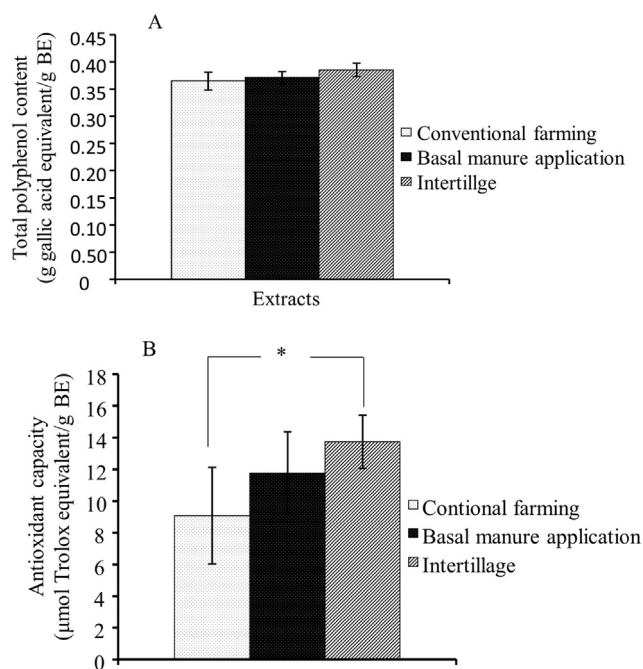 A
Total polyphenol content
(g gallic acid equivalent/g BE)
0.45
0.40
0.35
0.30
0.25
0.20
0.15
0.10
0.50
0
Conventional farming
Basal manure application
Intertillge
Extracts
B
*
Antioxidant capacity
(μmol Trolox equivalent/g BE)
18
16
14
12
10
8
6
4
2
0
Contional farming
Basal manure application
Intertillage